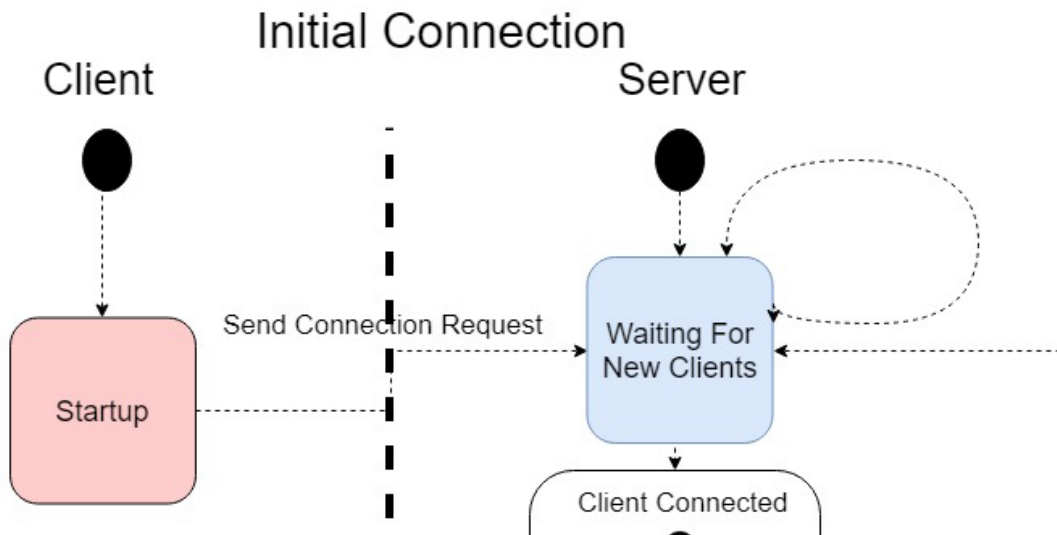 Initial Connection
Client
Server
Send Connection Request
Waiting For
New Clients
Startup
Client Connected